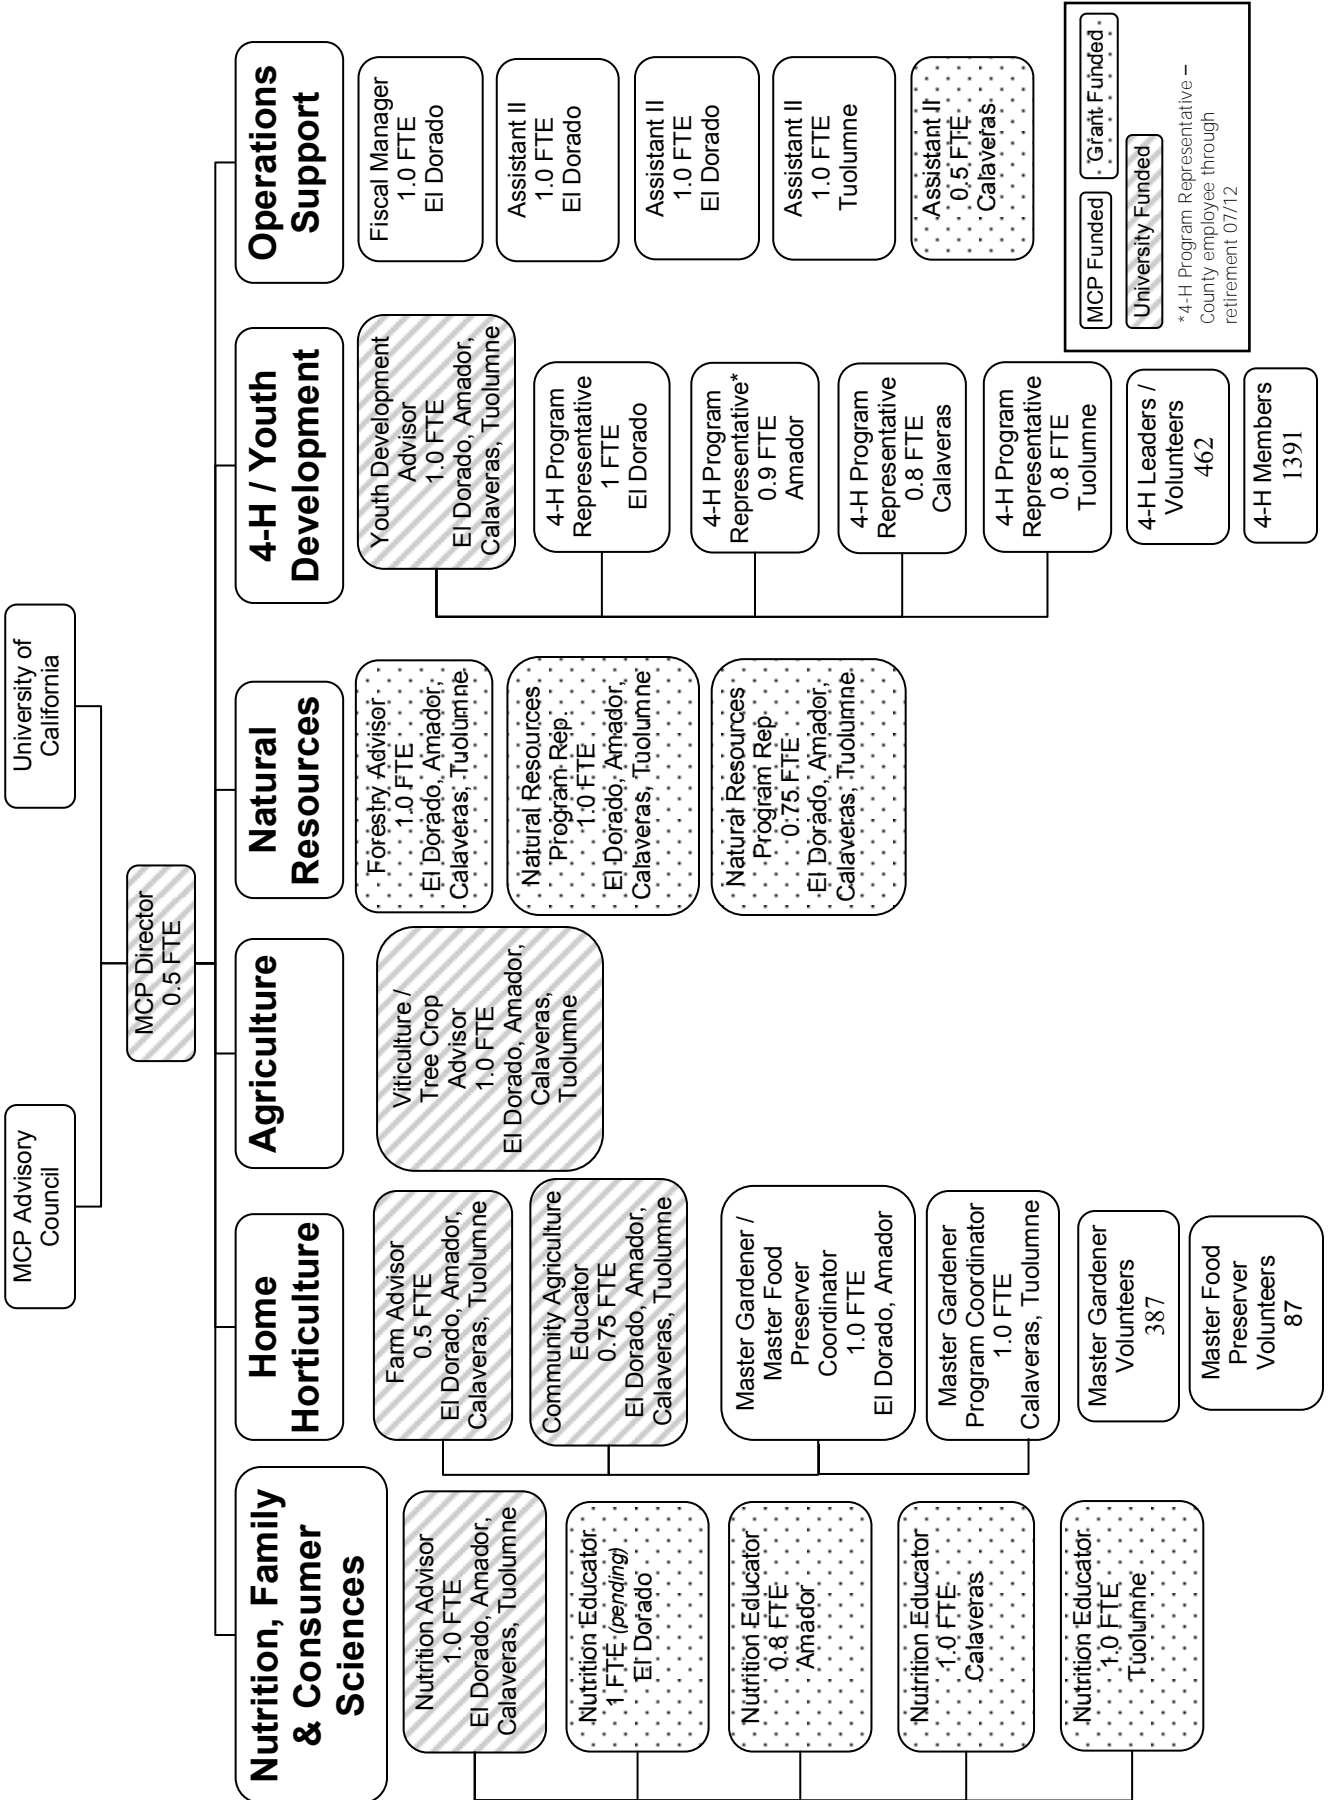 MCP Advisory
Council
University of
California
MCP Director
0.5 FTE
Nutrition, Family
& Consumer
Sciences
Nutrition Advisor
1.0 FTE
El Dorado, Amador,
Calaveras, Tuolumne
Nutrition Educator
1 FTE (pending)
El Dorado
Nutrition Educator
0.8 FTE
Amador
Nutrition Educator
1.0 FTE
Calaveras
Nutrition Educator
1.0 FTE
Tuolumne
Home
Horticulture
Farm Advisor
0.5 FTE
El Dorado, Amador,
Calaveras, Tuolumne
Community Agriculture
Educator
0.75 FTE
El Dorado, Amador,
Calaveras, Tuolumne
Master Gardener /
Master Food
Preserver
Coordinator
1.0 FTE
El Dorado, Amador
Master Gardener
Program Coordinator
1.0 FTE
Calaveras, Tuolumne
Master Gardener
Volunteers
387
Master Food
Preserver
Volunteers
87
Agriculture
Viticulture /
Tree Crop
Advisor
1.0 FTE
El Dorado, Amador,
Calaveras,
Tuolumne
Natural
Resources
Forestry Advisor
1.0 FTE
El Dorado, Amador,
Calaveras, Tuolumne
Natural Resources
Program Rep
1.0 FTE
El Dorado, Amador,
Calaveras, Tuolumne
Natural Resources
Program Rep
0.75 FTE
El Dorado, Amador,
Calaveras, Tuolumne
4-H / Youth
Development
Youth Development
Advisor
1.0 FTE
El Dorado, Amador,
Calaveras, Tuolumne
4-H Program
Representative
1 FTE
El Dorado
4-H Program
Representative*
0.9 FTE
Amador
4-H Program
Representative
0.8 FTE
Calaveras
4-H Program
Representative
0.8 FTE
Tuolumne
4-H Leaders /
Volunteers
462
4-H Members
1391
Operations
Support
Fiscal Manager
1.0 FTE
El Dorado
Assistant II
1.0 FTE
El Dorado
Assistant II
1.0 FTE
El Dorado
Assistant II
1.0 FTE
Tuolumne
Assistant II
0.5 FTE
Calaveras
MCP Funded
Grant Funded
University Funded
*4-H Program Representative –
County employee through
retirement 07/12